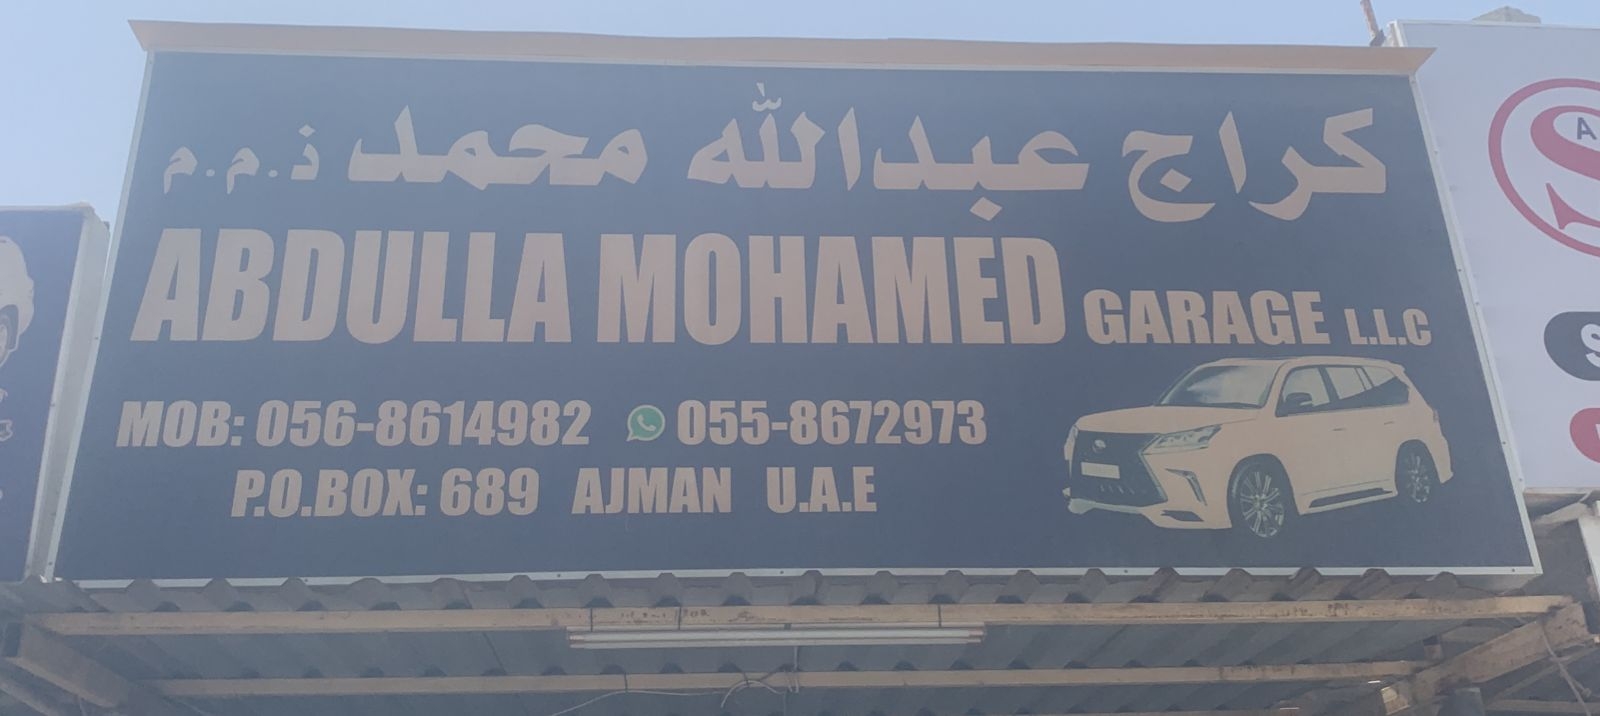 كراج عبدالله محمد ذ.م.م
ABDULLA MOHAMED GARAGE L.L.C
MOB: 056-8614982 055-8672973
P.O.BOX: 689 AJMAN U.A.E